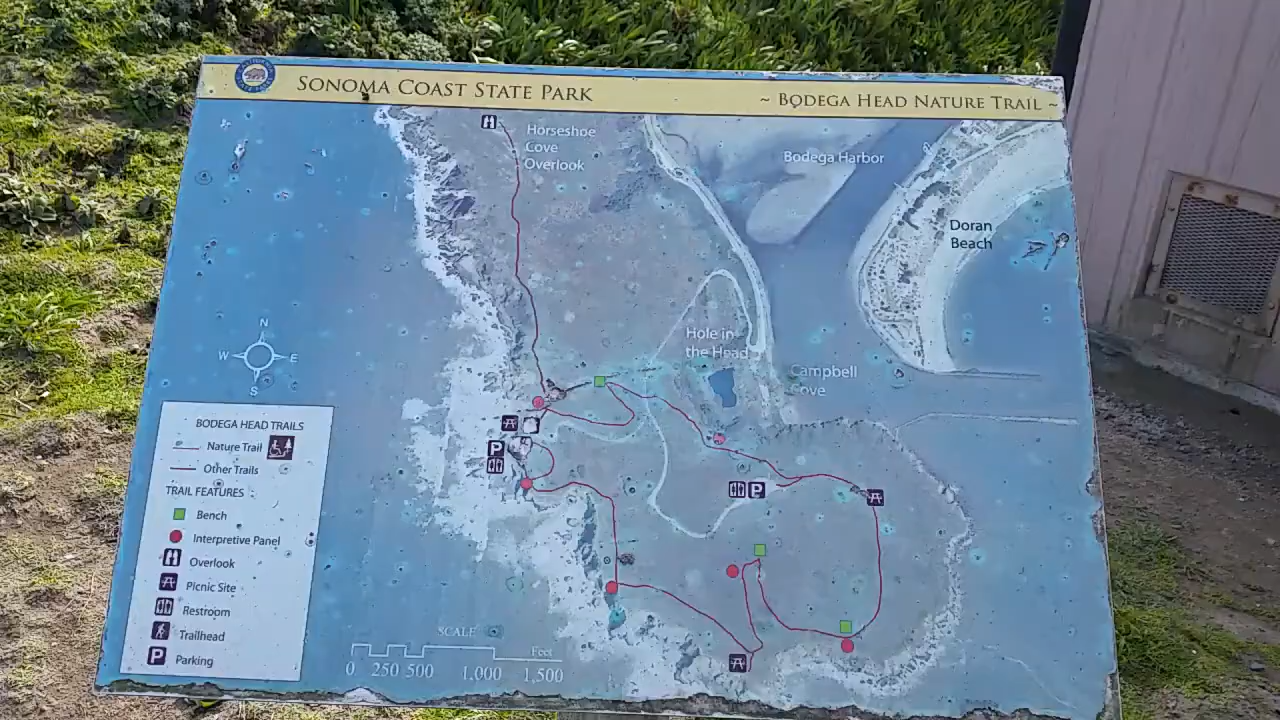 SONOMA COAST STATE PARK
~ BODEGA HEAD NATURE TRAIL ~
Horseshoe
Cove
Overlook
Bodega Harbor
Doran
Beach
Hole in
the Head
Campbell
Cove
N
W E
S
BODEGA HEAD TRAILS
Nature Trail
Other Trails
TRAIL FEATURES
Bench
Interpretive Panel
Overlook
Picnic Site
Restroom
Trailhead
P Parking
P
P
SCALE
Feet
0 250 500 1,000 1,500